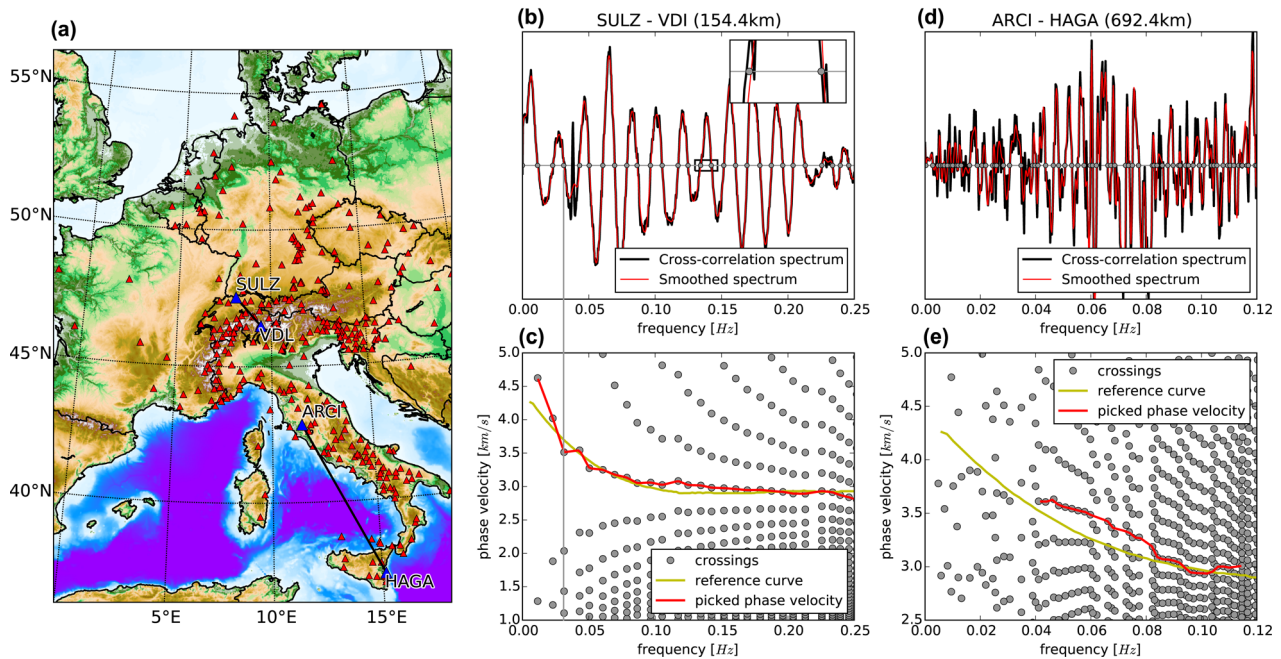 (a)
55°N
50°N
45°N
40°N
5°E
10°E
15°E
SULZ
VDL
ARCI
HAGA
(b)
SULZ - VDI (154.4km)
Cross-correlation spectrum
Smoothed spectrum
0.00 0.05 0.10 0.15 0.20 0.25
frequency [Hz]
(d)
ARCI - HAGA (692.4km)
Cross-correlation spectrum
Smoothed spectrum
0.00 0.02 0.04 0.06 0.08 0.10 0.12
frequency [Hz]
(c)
5.0
4.5
4.0
3.5
3.0
2.5
2.0
1.5
1.0
phase velocity [km/s]
crossings
reference curve
picked phase velocity
0.00 0.05 0.10 0.15 0.20 0.25
frequency [Hz]
(e)
5.0
4.5
4.0
3.5
3.0
2.5
phase velocity [km/s]
crossings
reference curve
picked phase velocity
0.00 0.02 0.04 0.06 0.08 0.10 0.12
frequency [Hz]